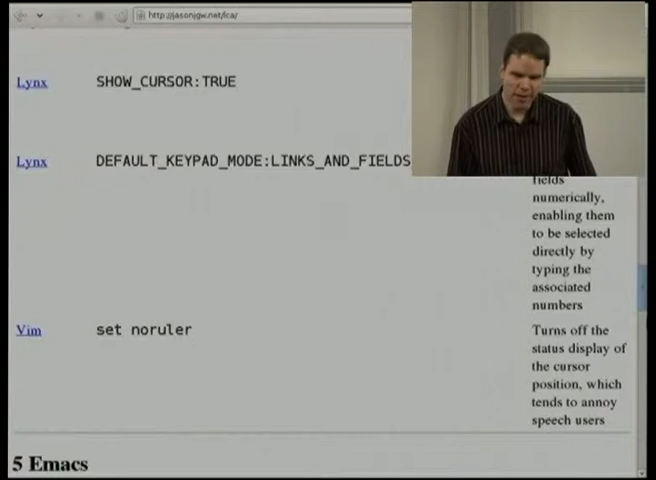 http://jasonjgw.net/lca/
Lynx SHOW_CURSOR:TRUE
Lynx DEFAULT_KEYPAD_MODE:LINKS_AND_FIELDS
fields
numerically,
enabling them
to be selected
directly by
typing the
associated
numbers
Vim set noruler Turns off the
status display of
the cursor
position, which
tends to annoy
speech users
5 Emacs